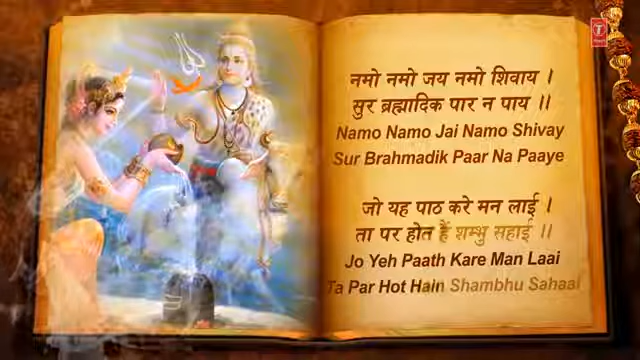 नमो नमो जय नमो शिवाय ।
सुर ब्रह्मादिक पार न पाय ।।
Namo Namo Jai Namo Shivay
Sur Brahmadik Paar Na Paaye
जो यह पाठ करे मन लाई ।
ता पर होत हैं शम्भु सहाई ।।
Jo Yeh Paath Kare Man Laai
Ta Par Hot Hain Shambhu Sahaai